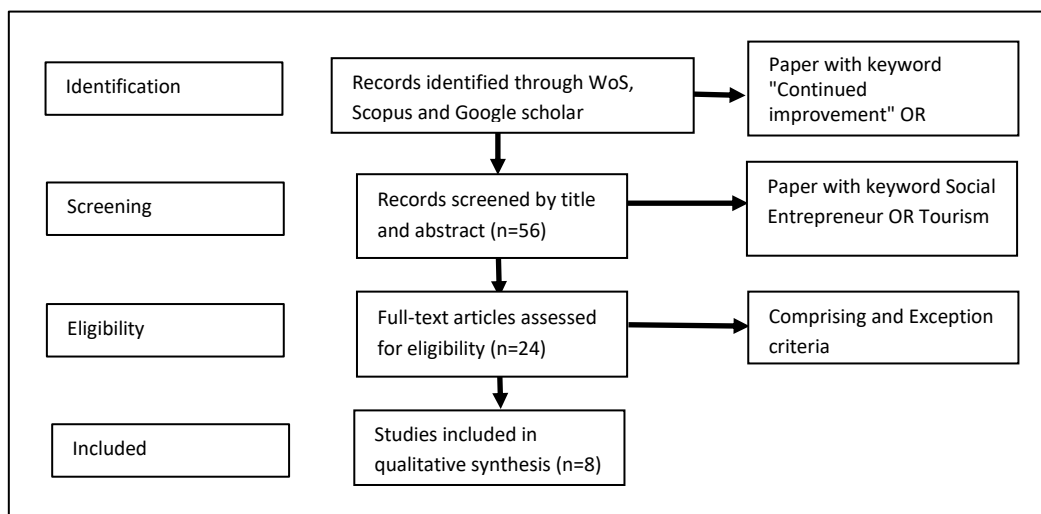 Identification
Records identified through WoS,
Scopus and Google scholar
Paper with keyword
"Continued
improvement" OR
Screening
Records screened by title
and abstract (n=56)
Paper with keyword Social
Entrepreneur OR Tourism
Eligibility
Full-text articles assessed
for eligibility (n=24)
Comprising and Exception
criteria
Included
Studies included in
qualitative synthesis (n=8)